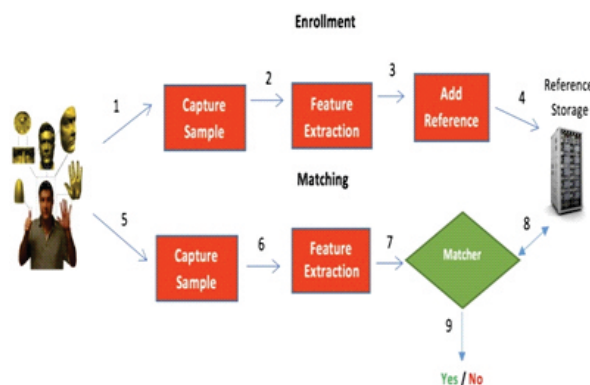 Enrollment
1
Capture
Sample
2
Feature
Extraction
3
Add
Reference
4
Reference
Storage
Matching
5
Capture
Sample
6
Feature
Extraction
7
Matcher
8
9
Yes / No